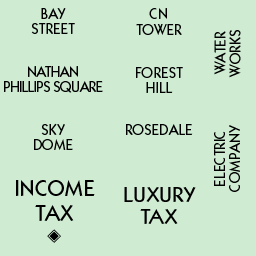 BAY
STREET
CN
TOWER
WATER
WORKS
NATHAN
PHILLIPS SQUARE
FOREST
HILL
SKY
DOME
ROSEDALE
ELECTRIC
COMPANY
INCOME
TAX
LUXURY
TAX